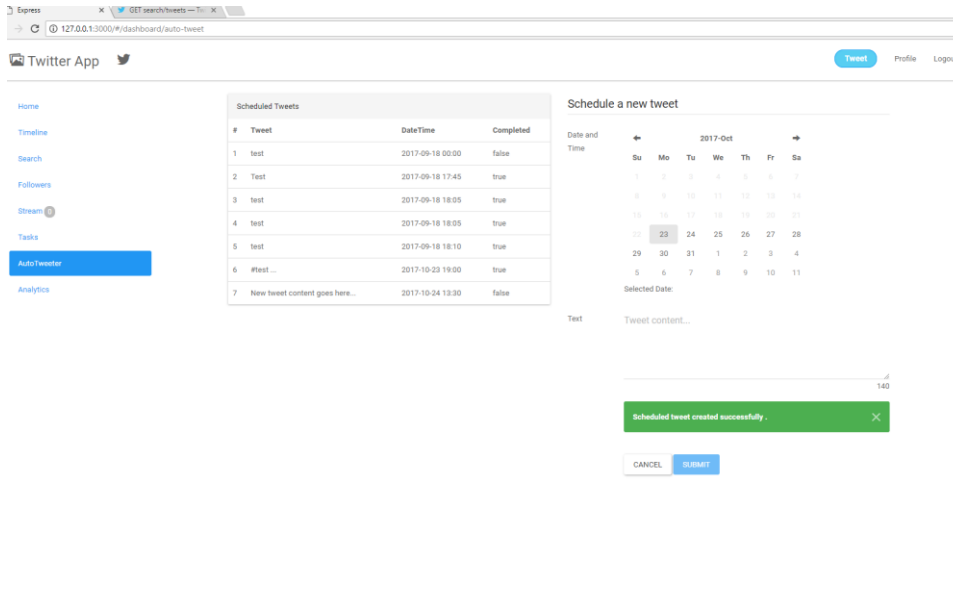 Express
GET search/tweets — Tw
127.0.0.1:3000/#/dashboard/auto-tweet
Twitter App
Tweet Profile Logou
Home
Timeline
Search
Followers
Stream 0
Tasks
AutoTweeter
Analytics
Scheduled Tweets
# Tweet DateTime Completed
1 test 2017-09-18 00:00 false
2 Test 2017-09-18 17:45 true
3 test 2017-09-18 18:05 true
4 test 2017-09-18 18:05 true
5 test 2017-09-18 18:10 true
6 #test ... 2017-10-23 19:00 true
7 New tweet content goes here... 2017-10-24 13:30 false
Schedule a new tweet
Date and
Time
2017-Oct
Su Mo Tu We Th Fr Sa
1 2 3 4 5 6 7
8 9 10 11 12 13 14
15 16 17 18 19 20 21
22 23 24 25 26 27 28
29 30 31 1 2 3 4
5 6 7 8 9 10 11
Selected Date:
Text
Tweet content...
140
Scheduled tweet created successfully .
CANCEL SUBMIT